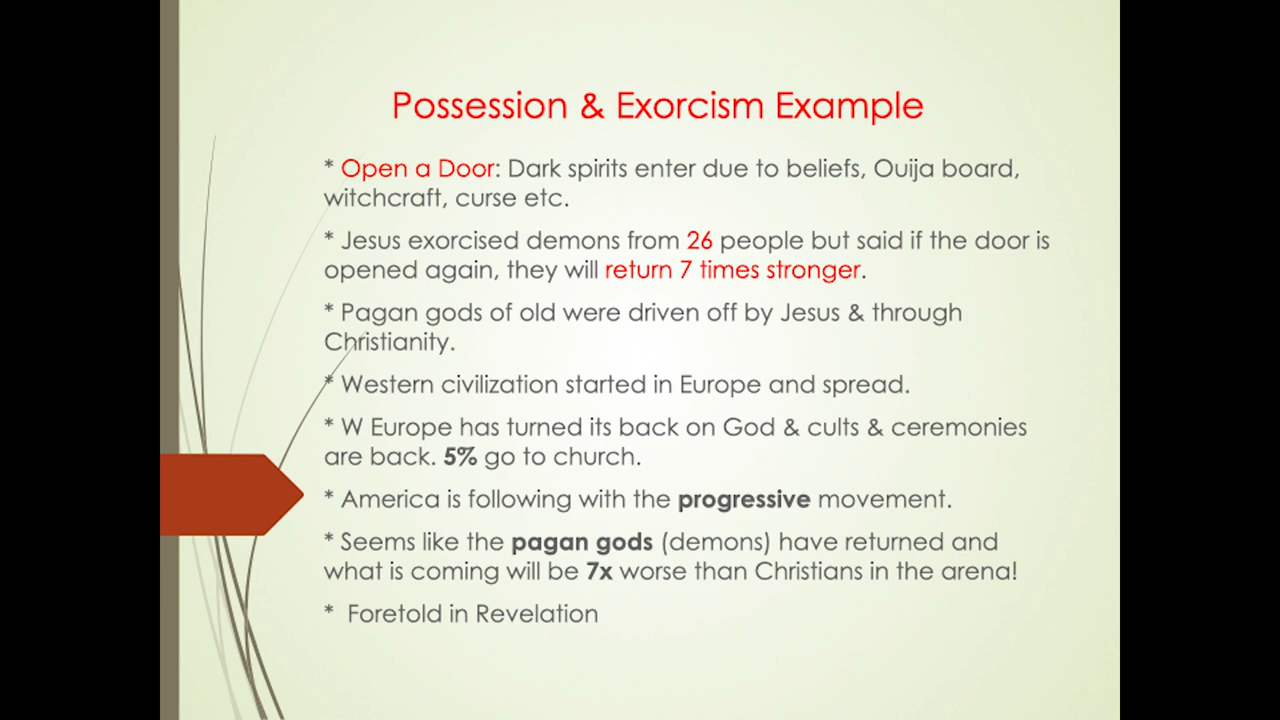 Possession & Exorcism Example
* Open a Door: Dark spirits enter due to beliefs, Ouija board,
witchcraft, curse etc.
* Jesus exorcised demons from 26 people but said if the door is
opened again, they will return 7 times stronger.
* Pagan gods of old were driven off by Jesus & through
Christianity.
* Western civilization started in Europe and spread.
* W Europe has turned its back on God & cults & ceremonies
are back. 5% go to church.
* America is following with the progressive movement.
* Seems like the pagan gods (demons) have returned and
what is coming will be 7x worse than Christians in the arena!
* Foretold in Revelation